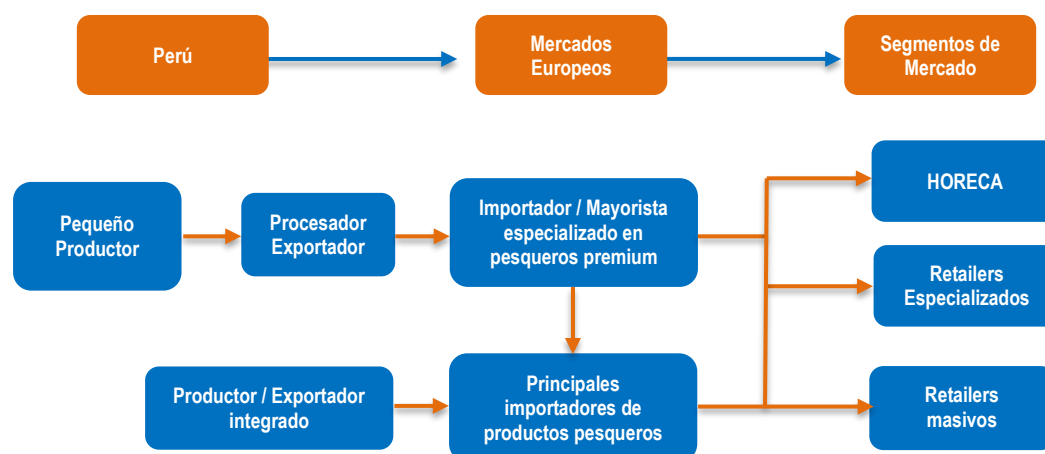 Perú
Mercados
Europeos
Segmentos de
Mercado
HORECA
Pequeño
Productor
Procesador
Exportador
Importador / Mayorista
especializado en
pesqueros premium
Retailers
Especializados
Productor / Exportador
integrado
Principales
importadores de
productos pesqueros
Retailers
masivos